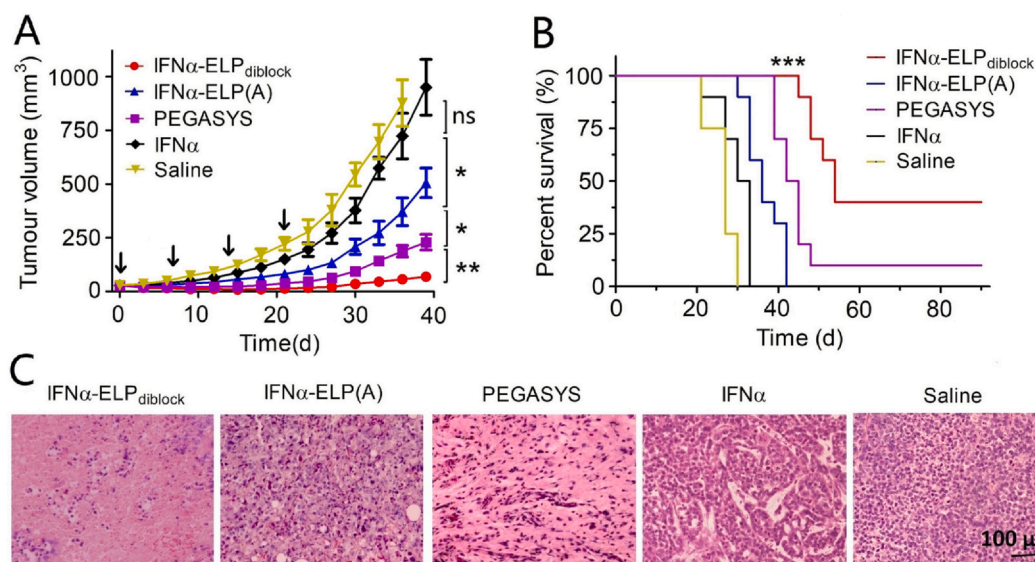 A
Tumour volume (mm³)
1000
750
500
250
0
0
10
20
30
40
Time(d)
IFNα-ELPdiblock
IFNα-ELP(A)
PEGASYS
IFNα
Saline
ns
*
*
**
B
Percent survival (%)
100
50
0
0
20
40
60
80
Time (d)
***
IFNα-ELPdiblock
IFNα-ELP(A)
PEGASYS
IFNα
Saline
C
IFNα-ELPdiblock
IFNα-ELP(A)
PEGASYS
IFNα
Saline
100 μ